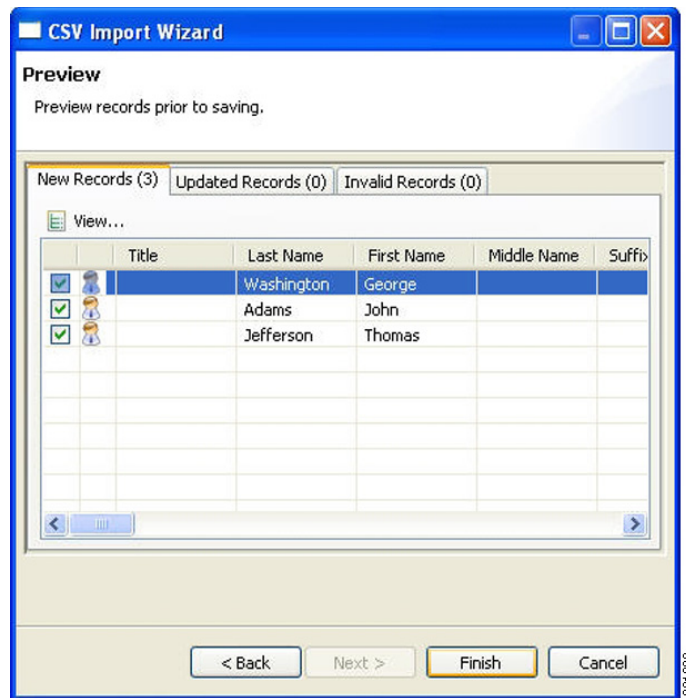 CSV Import Wizard
Preview
Preview records prior to saving.
New Records (3) Updated Records (0) Invalid Records (0)
View...
Title Last Name First Name Middle Name Suffix
Washington George
Adams John
Jefferson Thomas
< Back Next > Finish Cancel